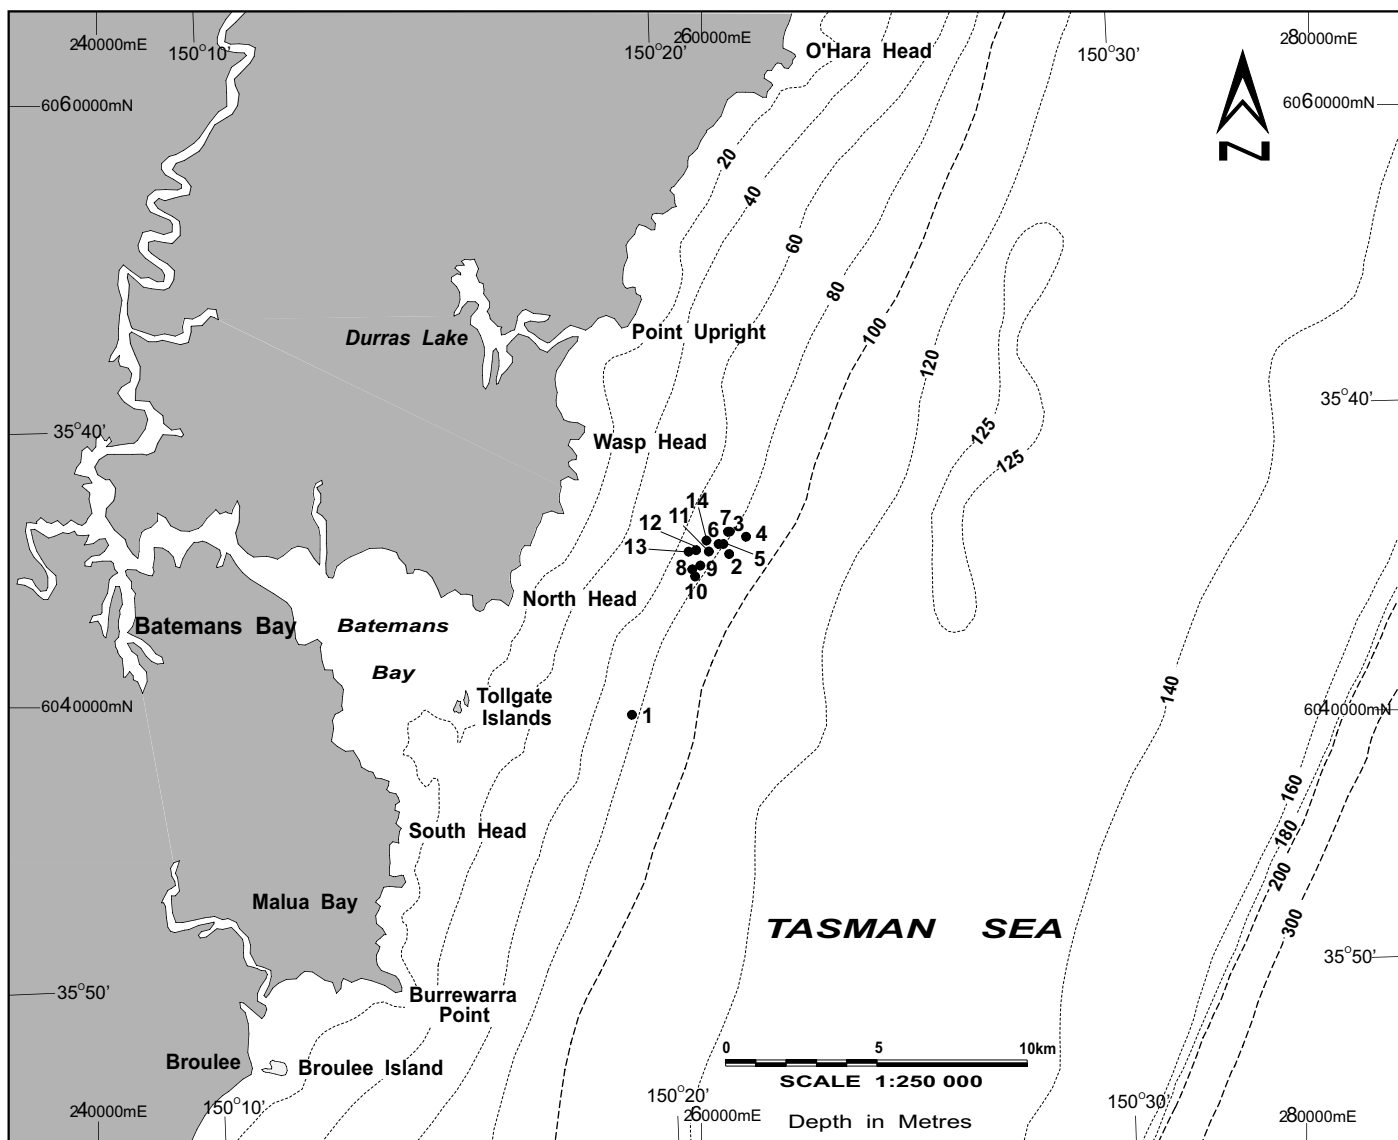 240000mE
150°10'
150°20'
260000mE
150°30'
280000mE
O'Hara Head
6060000mN
6060000mN
N
20
40
60
80
100
120
125
125
140
160
180
200
300
Durras Lake
Point Upright
35°40'
35°40'
Wasp Head
14
11
12
13
6
7
3
4
5
2
8
9
10
North Head
Batemans Bay
Batemans
Bay
Tollgate
Islands
6040000mN
6040000mN
1
South Head
Malua Bay
TASMAN SEA
35°50'
35°50'
Burrewarra
Point
Broulee
Broulee Island
0
5
10km
SCALE 1:250 000
Depth in Metres
240000mE
150°10'
150°20'
260000mE
150°30'
280000mE